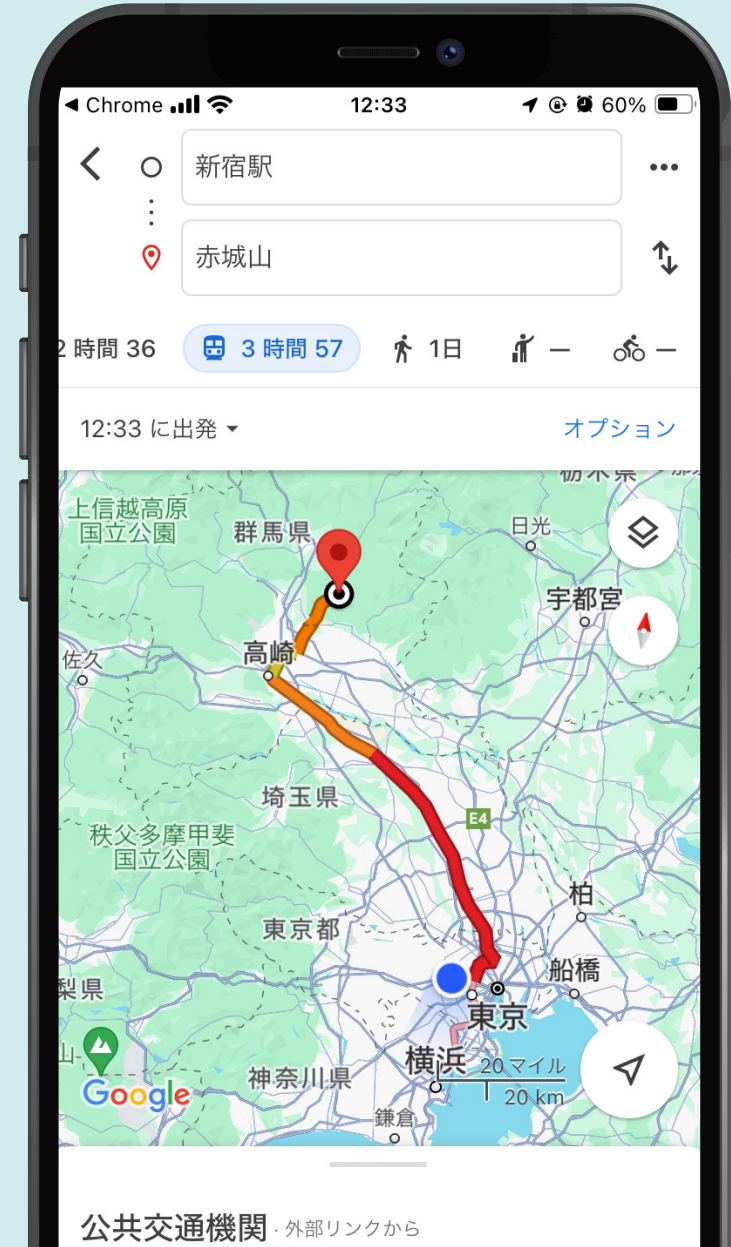 Chrome
12:33
60%
新宿駅
赤城山
2 時間 36
3 時間 57
1日
—
—
12:33 に出発
オプション
栃木県
上信越高原
国立公園
群馬県
日光
宇都宮
高崎
佐久
埼玉県
E4
秩父多摩甲斐
国立公園
柏
東京都
船橋
梨県
東京
山
横浜
20 マイル
20 km
神奈川県
Google
鎌倉
公共交通機関 · 外部リンクから